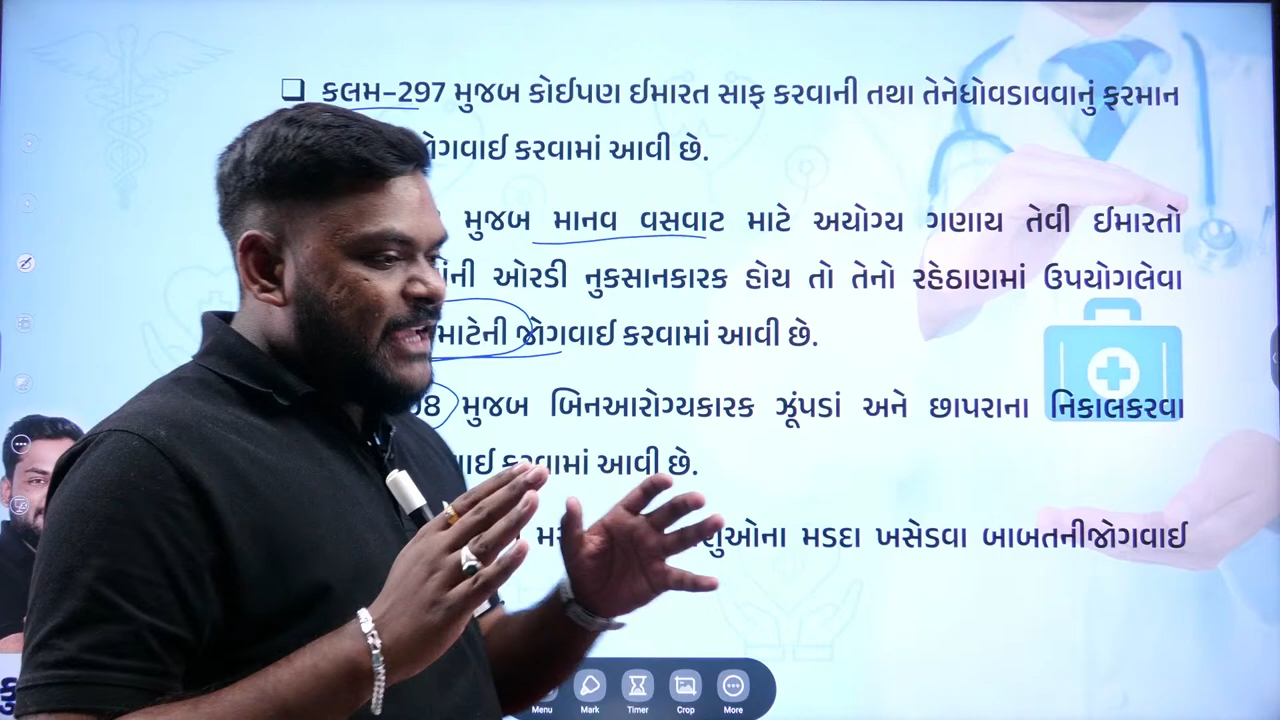 ❑ કલમ–297 મુજબ કોઈપણ ઈમારત સાફ કરવાની તથા તેનેધોવડાવવાનું ફરમાન
જોગવાઈ કરવામાં આવી છે.
મુજબ માનવ વસવાટ માટે અયોગ્ય ગણાય તેવી ઈમારતો
ઓરડી નુકસાનકારક હોય તો તેનો રહેઠાણમાં ઉપયોગલેવા
માટેની જોગવાઈ કરવામાં આવી છે.
મુજબ બિનઆરોગ્યકારક ઝૂંપડાં અને છાપરાના નિકાલકરવા
કરવામાં આવી છે.
મડદા ખસેડવા બાબતનીજોગવાઈ
Menu Mark Timer Crop More